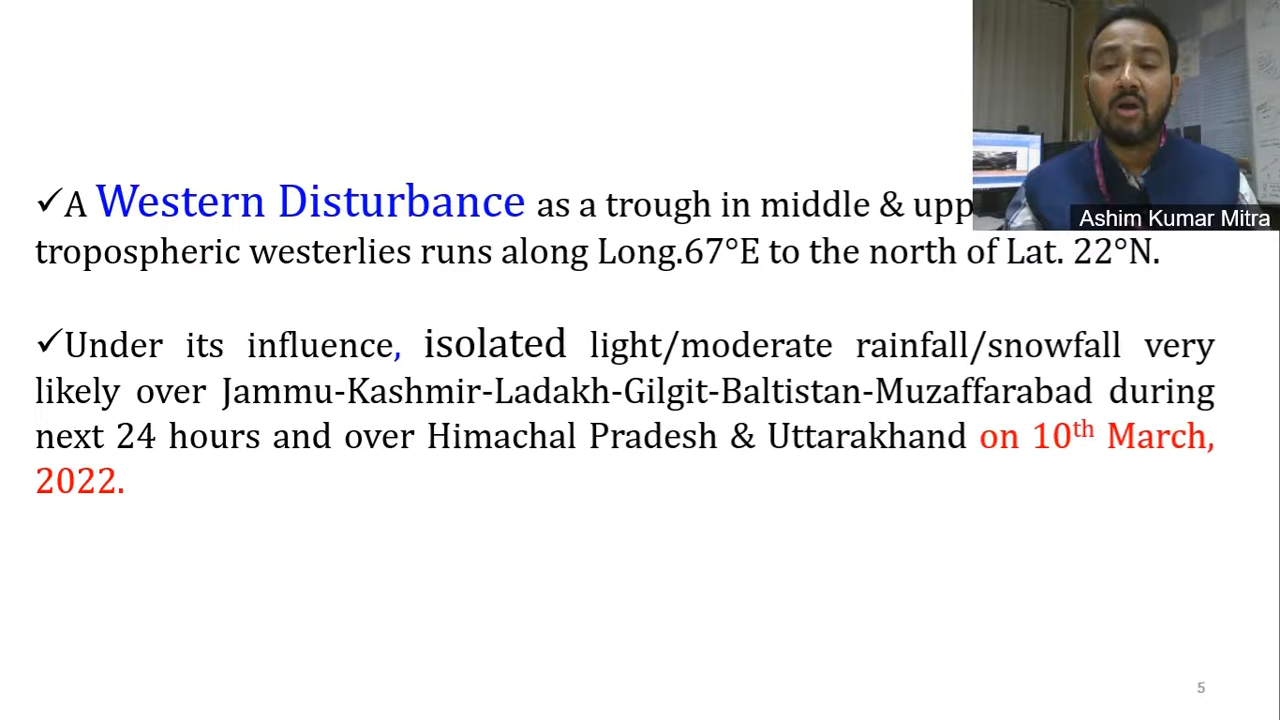 ✓A Western Disturbance as a trough in middle & upp
tropospheric westerlies runs along Long.67°E to the north of Lat. 22°N.
✓Under its influence, isolated light/moderate rainfall/snowfall very
likely over Jammu-Kashmir-Ladakh-Gilgit-Baltistan-Muzaffarabad during
next 24 hours and over Himachal Pradesh & Uttarakhand on 10th March,
2022.
Ashim Kumar Mitra
5